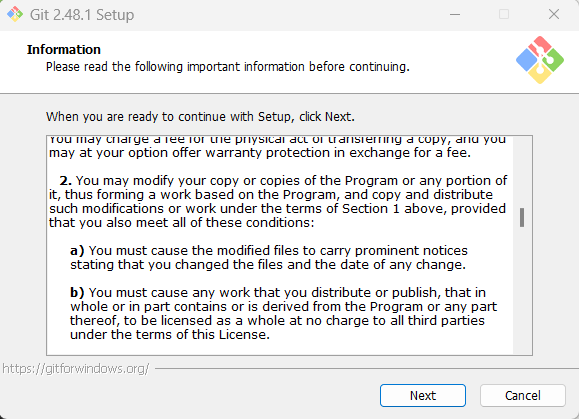 Git 2.48.1 Setup
Information
Please read the following important information before continuing.
When you are ready to continue with Setup, click Next.
You may charge a fee for the physical act of transferring a copy, and you
may at your option offer warranty protection in exchange for a fee.
2. You may modify your copy or copies of the Program or any portion of
it, thus forming a work based on the Program, and copy and distribute
such modifications or work under the terms of Section 1 above, provided
that you also meet all of these conditions:
a) You must cause the modified files to carry prominent notices
stating that you changed the files and the date of any change.
b) You must cause any work that you distribute or publish, that in
whole or in part contains or is derived from the Program or any part
thereof, to be licensed as a whole at no charge to all third parties
under the terms of this License.
https://gitforwindows.org/
Next
Cancel